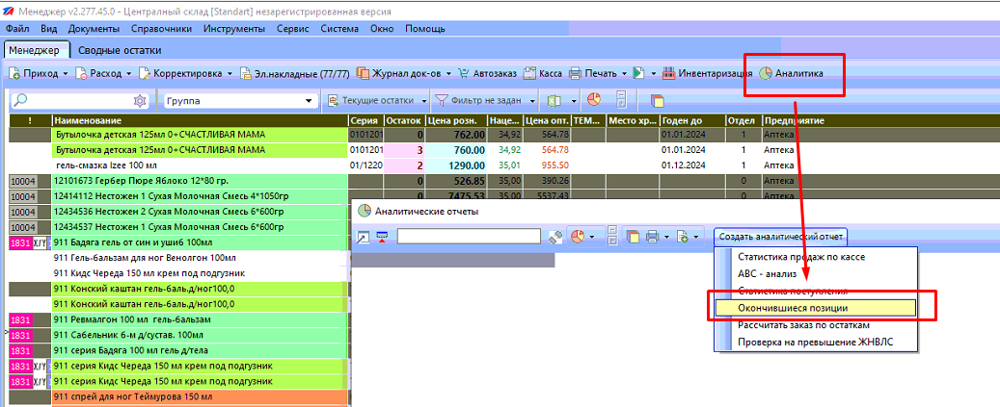 Менеджер v2.277.45.0 - Централный склад [Standart] незарегистрированная версия
Файл Вид Документы Справочники Инструменты Сервис Система Окно Помощь
Менеджер Сводные остатки
Приход Расход Корректировка Эл.накладные (77/77) Журнал док-ов Автозаказ Касса Печать Инвентаризация Аналитика
Группа Текущие остатки Фильтр не задан
! Наименование Серия Остаток Цена розн. Наце... Цена опт. ТЕМ... Место хр... Годен до Отдел Предприятие
Бутылочка детская 125мл 0+СЧАСТЛИВАЯ МАМА 0101201 0 762.00 34,92 564.78 01.01.2024 1 Аптека
Бутылочка детская 125мл 0+СЧАСТЛИВАЯ МАМА 0101201 3 760.00 34,92 564.78 01.01.2024 1 Аптека
гель-смазка Izee 100 мл 01/1220 2 1290.00 35,01 955.50 01.12.2024 1 Аптека
10004 12101673 Гербер Пюре Яблоко 12*80 гр. 0 526.85 35,00 390.26 0 Аптека
10004 12414112 Нестожен 1 Сухая Молочная Смесь 4*1050гр 0 7475.53 35,00 5537.43 0 Аптека
10004 12434536 Нестожен 2 Сухая Молочная Смесь 6*600гр
10004 12434537 Нестожен 1 Сухая Молочная Смесь 6*600гр
1831 X/Y 911 Бадяга гель от син и ушиб 100мл
911 Гель-бальзам для ног Венолгон 100мл
911 Кидс Череда 150 мл крем под подгузник
911 Конский каштан гель-баль.д/ног100,0
911 Конский каштан гель-баль.д/ног100,0
1831 911 Ревмалгон 100 мл гель-бальзам
1831 911 Сабельник 6-м д/сустав. 100мл
1831 911 серия Бадяга 100 мл гель д/тела
1831 X/Y 911 серия Кидс Череда 150 мл крем под подгузник
1831 X/Y 911 серия Кидс Череда 150 мл крем под подгузник
911 спрей для ног Теймурова 150 мл
Аналитические отчеты
Создать аналитический отчет
Статистика продаж по кассе
ABC - анализ
Статистика поступления
Окончившиеся позиции
Рассчитать заказ по остаткам
Проверка на превышение ЖНВЛС